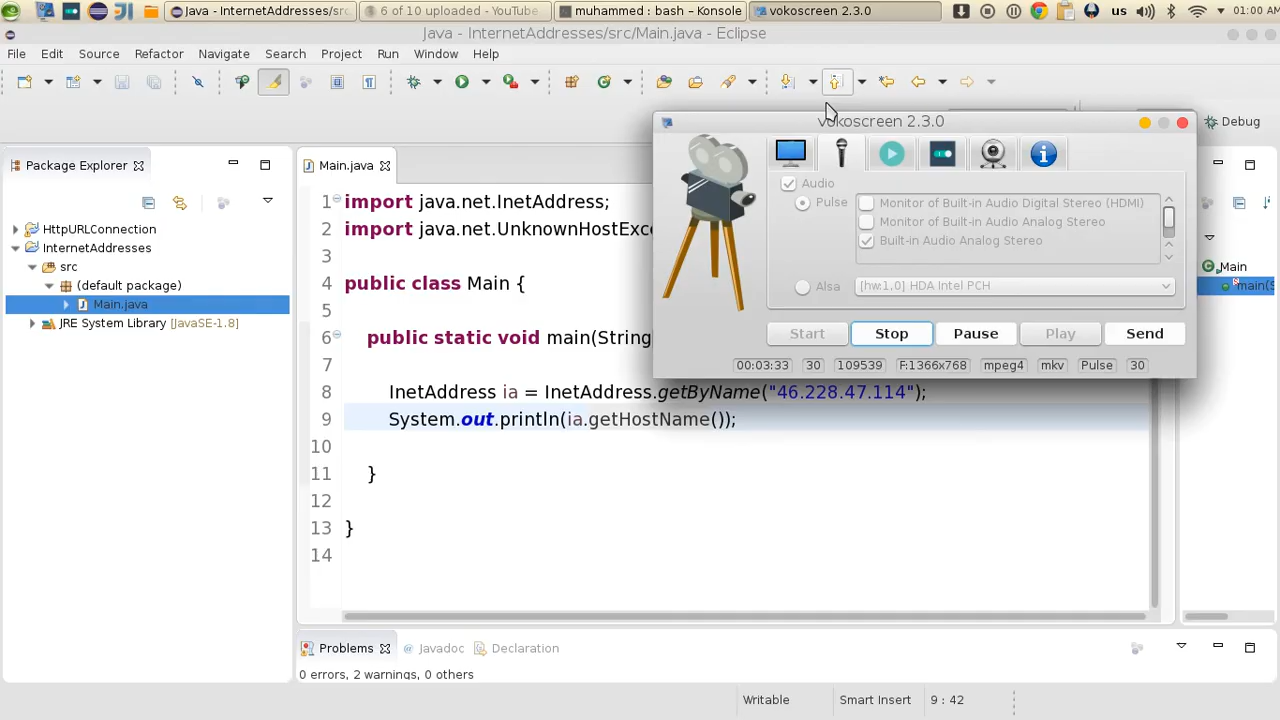 Java - InternetAddresses/src
6 of 10 uploaded - YouTube
muhammed : bash – Konsole
vokoscreen 2.3.0
us
01:00 AM
Java - InternetAddresses/src/Main.java - Eclipse
File Edit Source Refactor Navigate Search Project Run Window Help
vokoscreen 2.3.0
Debug
Package Explorer
Main.java
Audio
Pulse
Monitor of Built-in Audio Digital Stereo (HDMI)
Monitor of Built-in Audio Analog Stereo
Built-in Audio Analog Stereo
Alsa
[hw:1,0] HDA Intel PCH
Start Stop Pause Play Send
00:03:33 30 109539 F:1366x768 mpeg4 mkv Pulse 30
HttpURLConnection
InternetAddresses
src
(default package)
Main.java
JRE System Library [JavaSE-1.8]
1 import java.net.InetAddress;
2 import java.net.UnknownHostExce
3
4 public class Main {
5
6 public static void main(String
7
8 InetAddress ia = InetAddress.getByName("46.228.47.114");
9 System.out.println(ia.getHostName());
10
11 }
12
13 }
14
Main
main(S
Problems Javadoc Declaration
0 errors, 2 warnings, 0 others
Writable Smart Insert 9 : 42